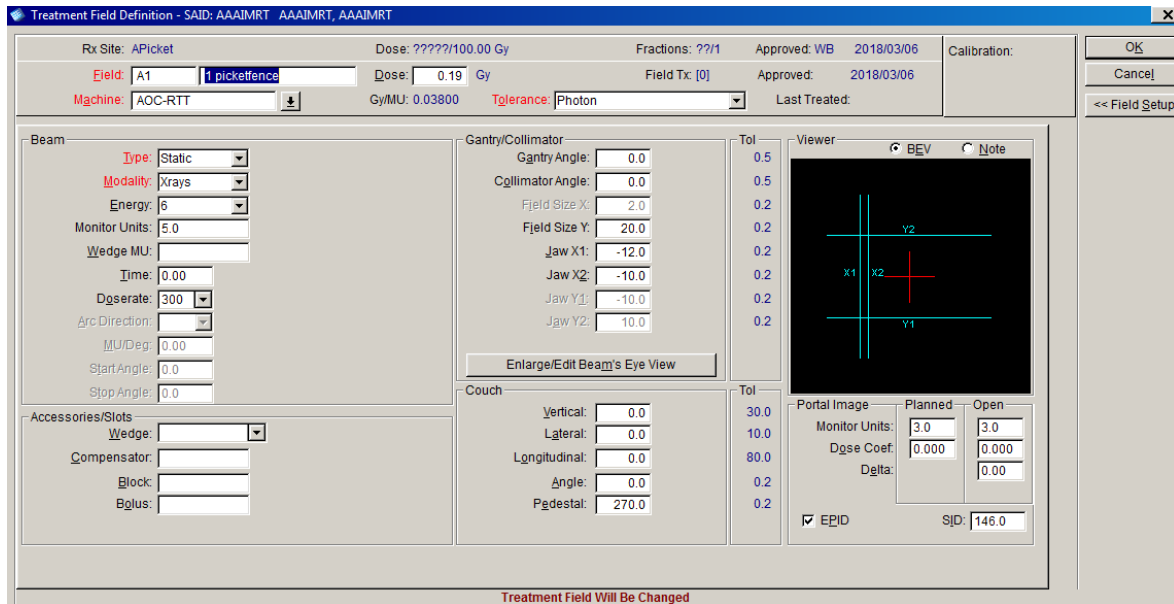 Treatment Field Definition - SAID: AAAIMRT AAAIMRT, AAAIMRT
Rx Site: APicket Dose: ?????/100.00 Gy Fractions: ??/1 Approved: WB 2018/03/06 Calibration: OK
Field: A1 1 picketfence Dose: 0.19 Gy Field Tx: [0] Approved: 2018/03/06 Cancel
Machine: AOC-RTT Gy/MU: 0.03800 Tolerance: Photon Last Treated: << Field Setup
Beam
Type: Static
Modality: Xrays
Energy: 6
Monitor Units: 5.0
Wedge MU:
Time: 0.00
Doserate: 300
Arc Direction:
MU/Deg: 0.00
Start Angle: 0.0
Stop Angle: 0.0
Accessories/Slots
Wedge:
Compensator:
Block:
Bolus:
Gantry/Collimator Tol
Gantry Angle: 0.0 0.5
Collimator Angle: 0.0 0.5
Field Size X: 2.0 0.2
Field Size Y: 20.0 0.2
Jaw X1: -12.0 0.2
Jaw X2: -10.0 0.2
Jaw Y1: -10.0 0.2
Jaw Y2: 10.0 0.2
Enlarge/Edit Beam's Eye View
Couch Tol
Vertical: 0.0 30.0
Lateral: 0.0 10.0
Longitudinal: 0.0 80.0
Angle: 0.0 0.2
Pedestal: 270.0 0.2
Viewer
BEV Note
Y2
X1 X2
Y1
Portal Image Planned Open
Monitor Units: 3.0 3.0
Dose Coef: 0.000 0.000
Delta: 0.00
EPID SID: 146.0
Treatment Field Will Be Changed